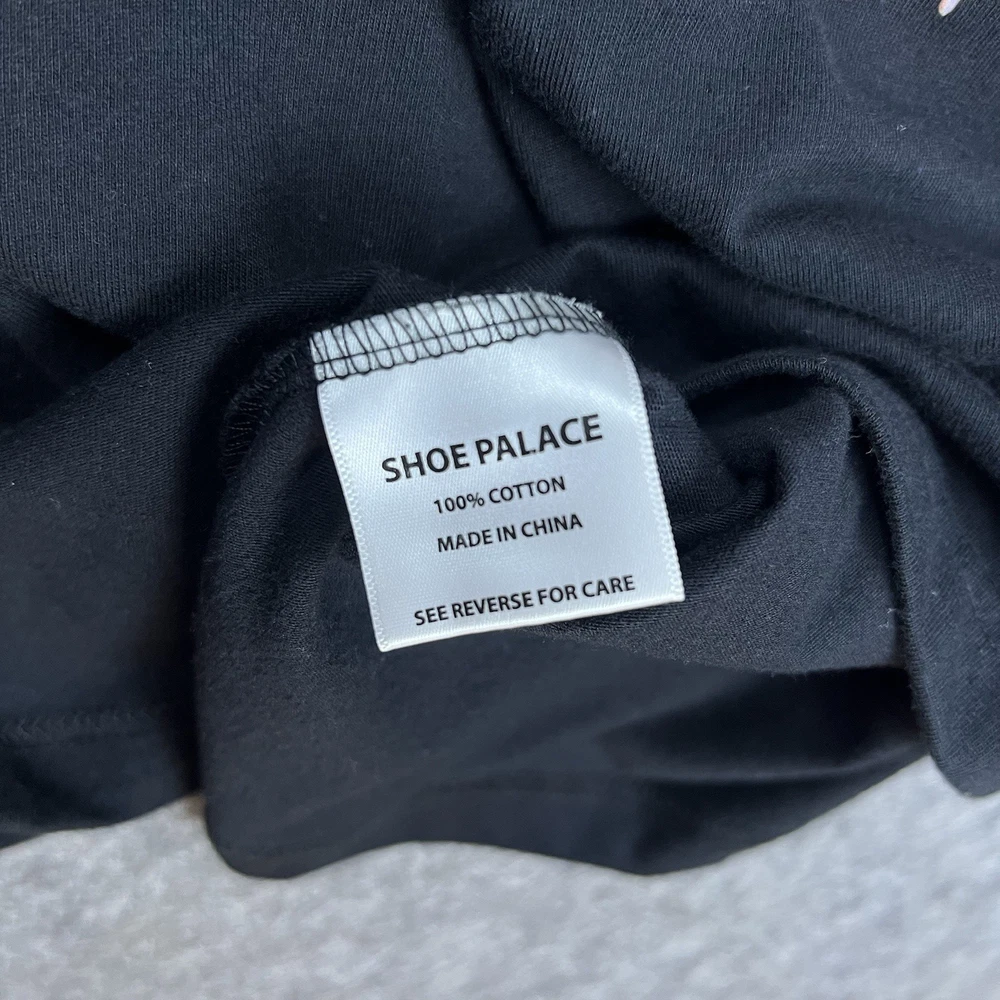 SHOE PALACE
100% COTTON
MADE IN CHINA
SEE REVERSE FOR CARE